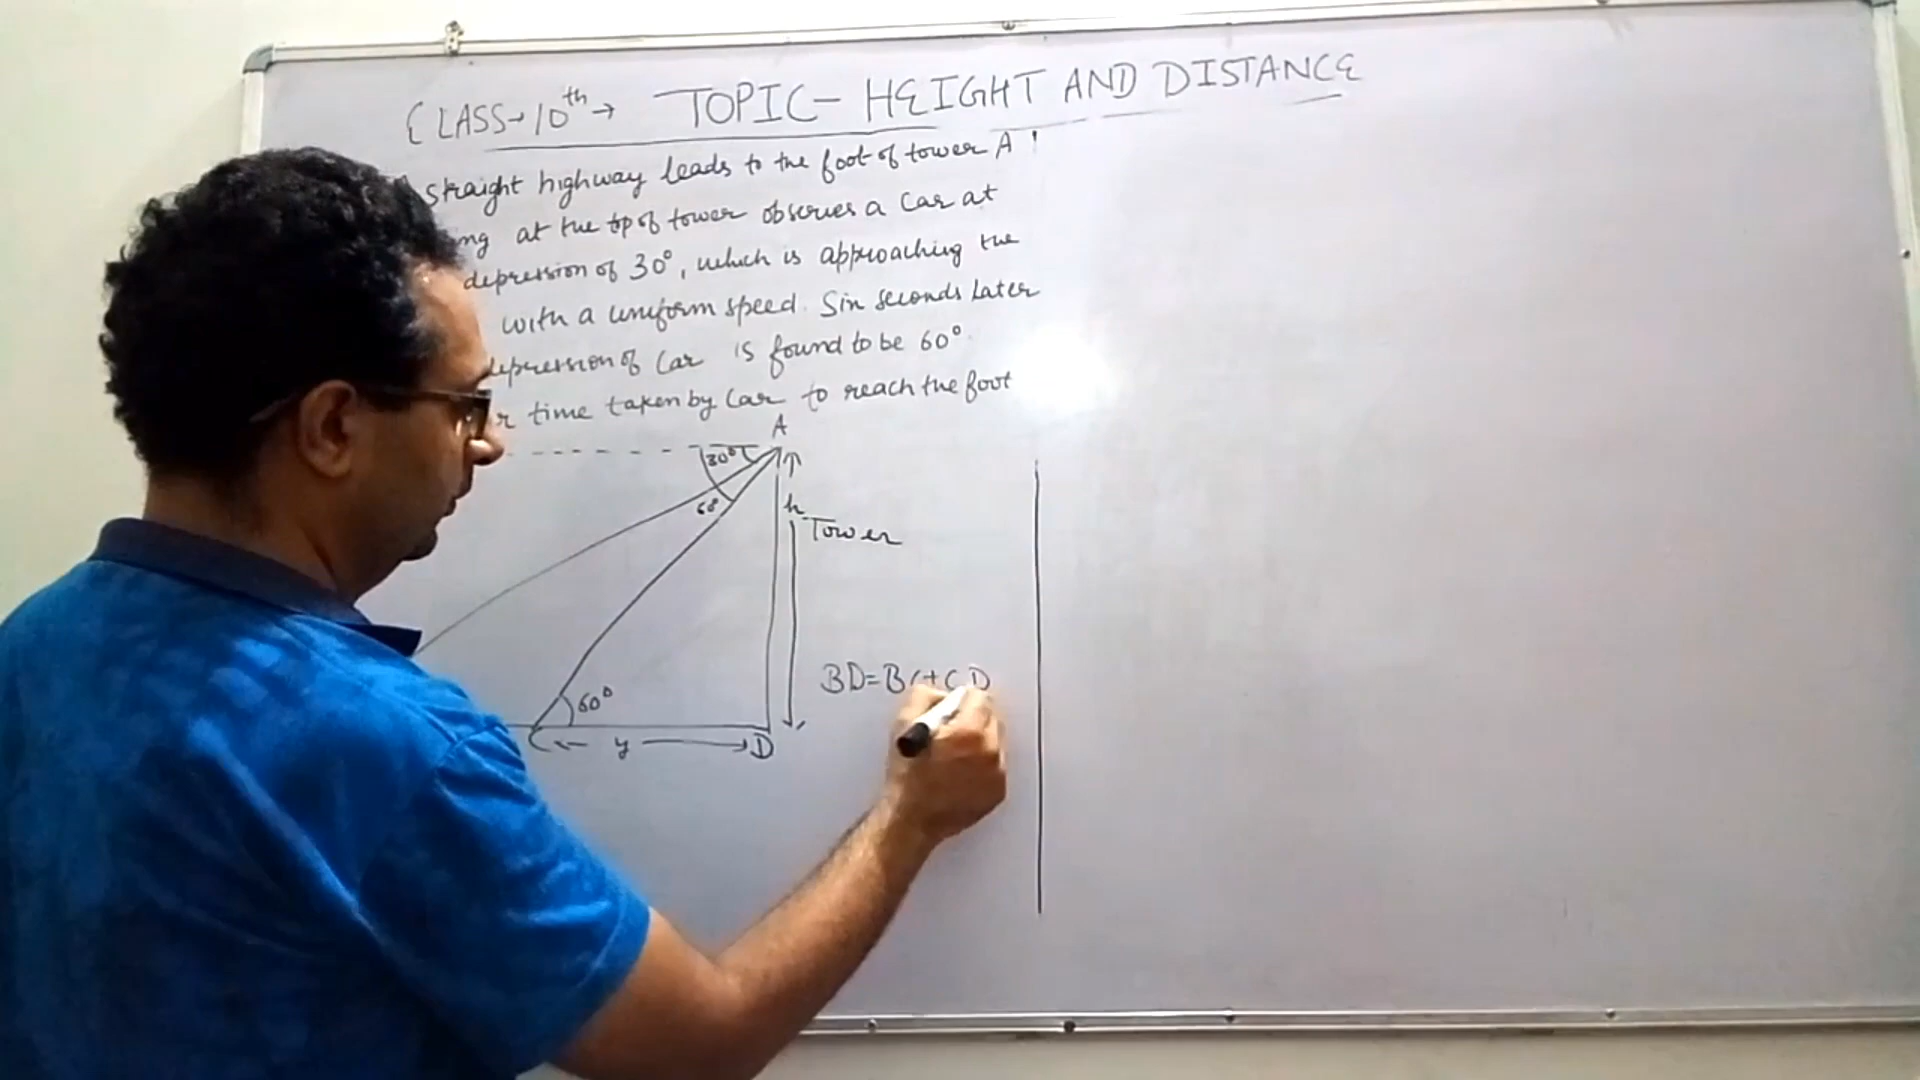 CLASS→10th→ TOPIC- HEIGHT AND DISTANCE
straight highway leads to the foot of tower A
at the top of tower observes a car at
depression of 30°, which is approaching the
with a uniform speed. Sin seconds Later
depression of Car is found to be 60°.
time taken by Car to reach the foot
A
30°
60°
h
Tower
60°
BD=BC+CD
C y D